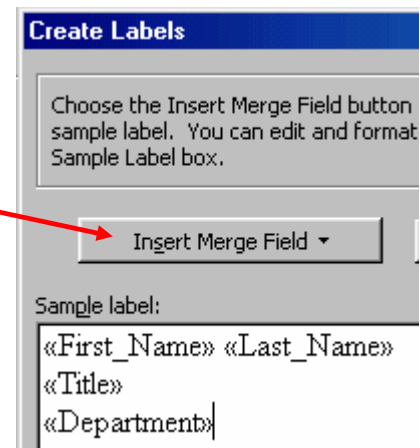 Create Labels
Choose the Insert Merge Field button
sample label. You can edit and format
Sample Label box.
Insert Merge Field
Sample label:
«First_Name» «Last_Name»
«Title»
«Department»